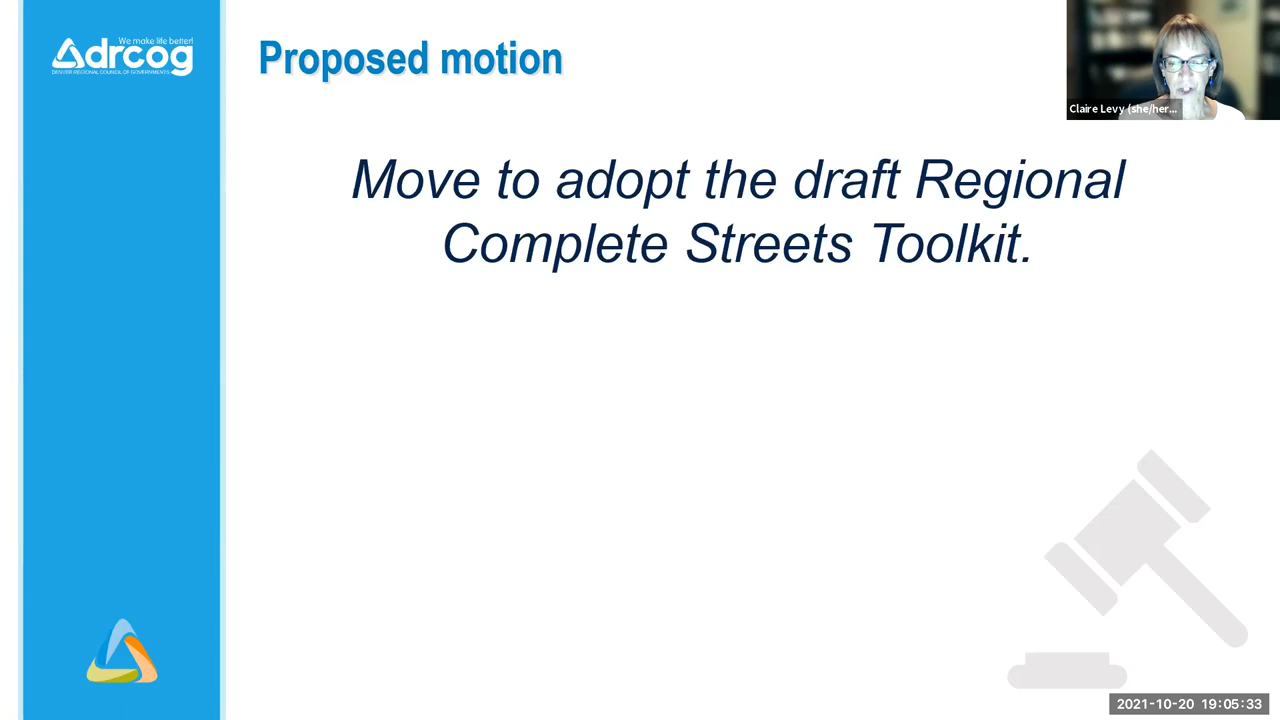 We make life better!
drcog
DENVER REGIONAL COUNCIL OF GOVERNMENTS
Proposed motion
Claire Levy (she/her...
Move to adopt the draft Regional
Complete Streets Toolkit.
2021-10-20 19:05:33